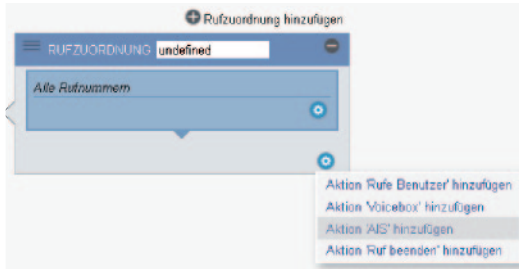 Rufzuordnung hinzufügen
RUFZUORDNUNG undefined
Alle Rufnummern
Aktion 'Rufe Benutzer' hinzufügen
Aktion 'Voicebox' hinzufügen
Aktion 'AIS' hinzufügen
Aktion 'Ruf beenden' hinzufügen